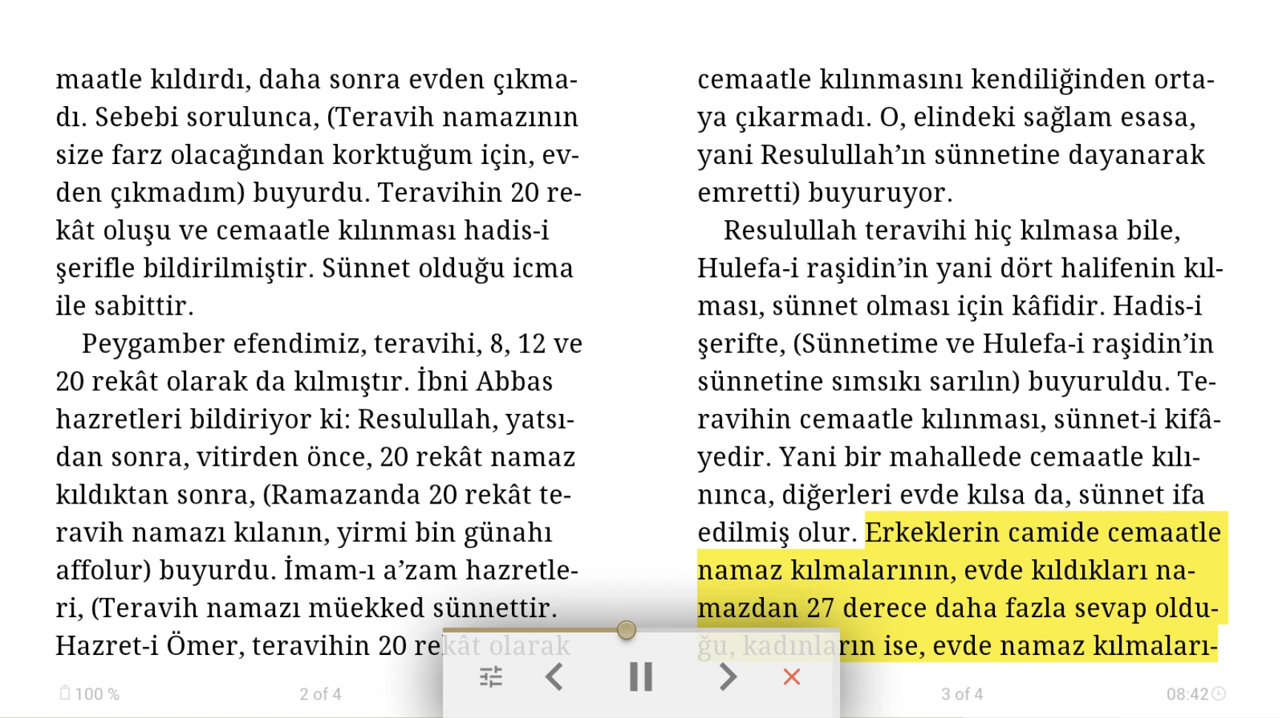 maatle kıldırdı, daha sonra evden çıkma-
dı. Sebebi sorulunca, (Teravih namazının
size farz olacağından korktuğum için, ev-
den çıkmadım) buyurdu. Teravihin 20 re-
kât oluşu ve cemaatle kılınması hadis-i
şerifle bildirilmiştir. Sünnet olduğu icma
ile sabittir.
Peygamber efendimiz, teravihi, 8, 12 ve
20 rekât olarak da kılmıştır. İbni Abbas
hazretleri bildiriyor ki: Resulullah, yatsı-
dan sonra, vitirden önce, 20 rekât namaz
kıldıktan sonra, (Ramazanda 20 rekât te-
ravih namazı kılanın, yirmi bin günahı
affolur) buyurdu. İmam-ı a’zam hazretle-
ri, (Teravih namazı müekked sünnettir.
Hazret-i Ömer, teravihin 20 rekât olarak
100 %
2 of 4
cemaatle kılınmasını kendiliğinden orta-
ya çıkarmadı. O, elindeki sağlam esasa,
yani Resulullah’ın sünnetine dayanarak
emretti) buyuruyor.
Resulullah teravihi hiç kılmasa bile,
Hulefa-i raşidin’in yani dört halifenin kıl-
ması, sünnet olması için kâfidir. Hadis-i
şerifte, (Sünnetime ve Hulefa-i raşidin’in
sünnetine sımsıkı sarılın) buyuruldu. Te-
ravihin cemaatle kılınması, sünnet-i kifâ-
yedir. Yani bir mahallede cemaatle kılı-
nınca, diğerleri evde kılsa da, sünnet ifa
edilmiş olur. Erkeklerin camide cemaatle
namaz kılmalarının, evde kıldıkları na-
mazdan 27 derece daha fazla sevap oldu-
ğu, kadınların ise, evde namaz kılmaları-
3 of 4
08:42